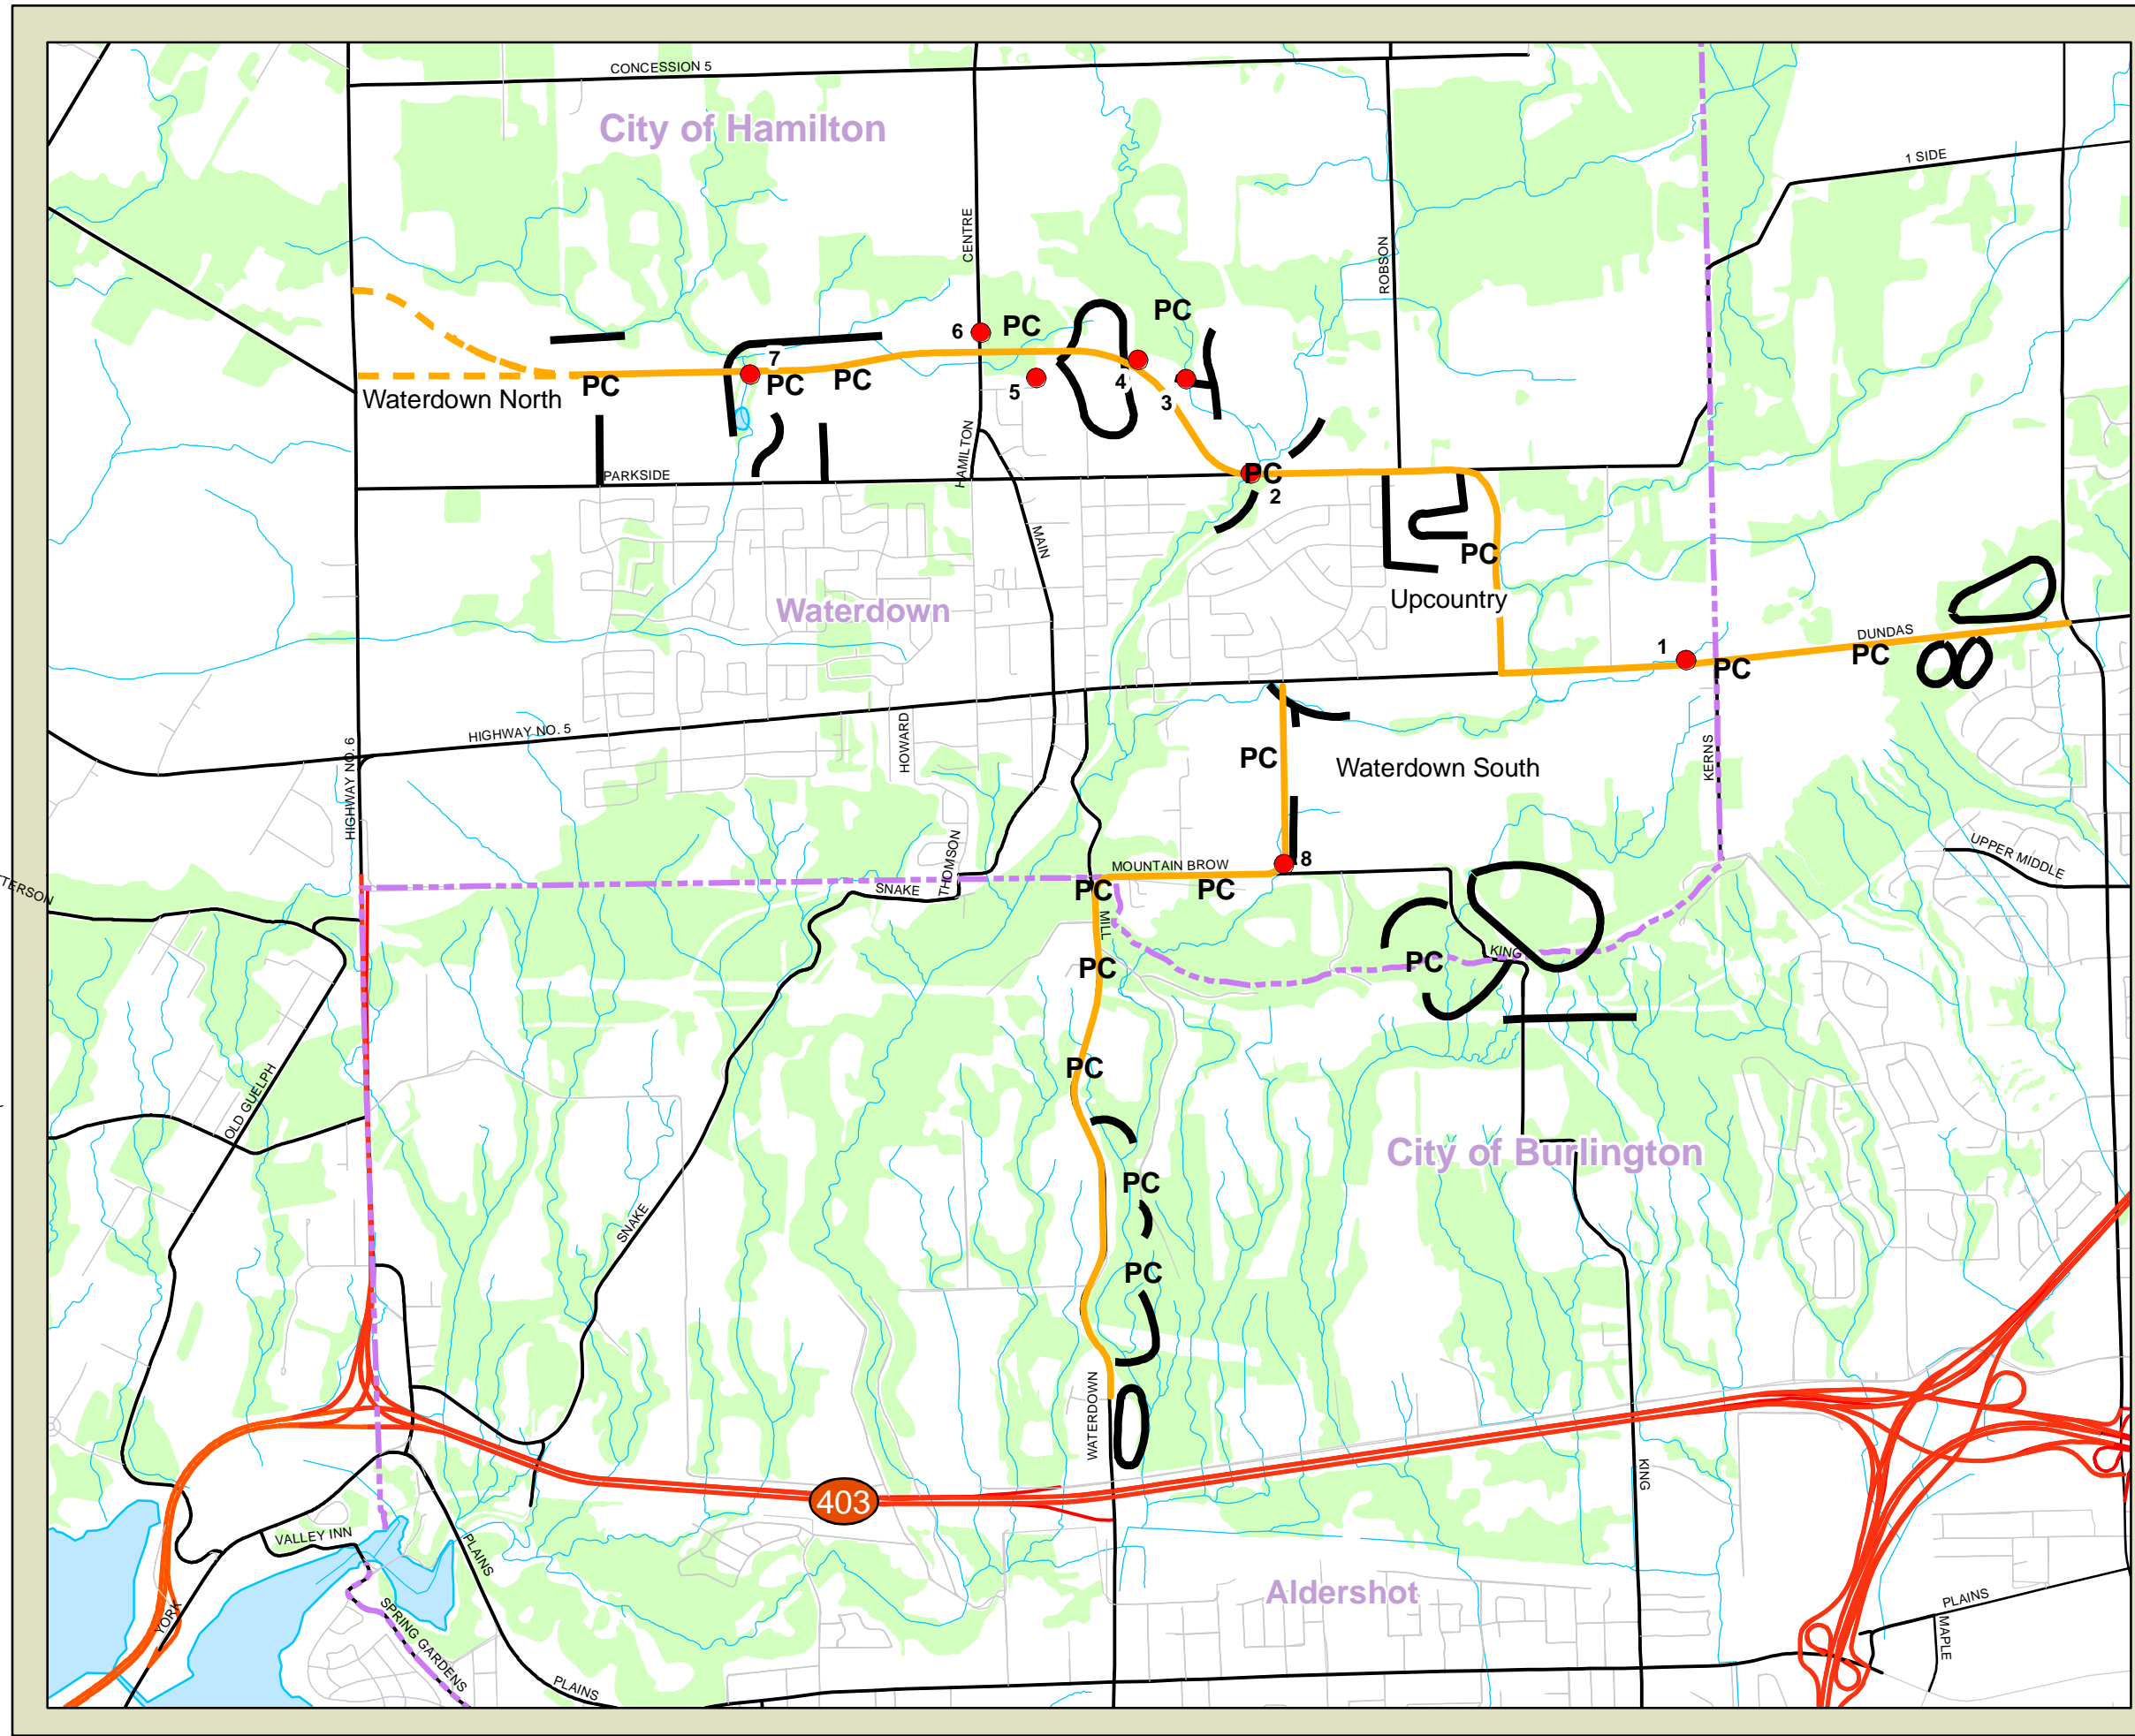 CONCESSION 5
City of Hamilton
1 SIDE
CENTRE
ROBSON
PC
PC
6
7
PC
PC
PC
4
5
3
Waterdown North
HAMILTON
PARKSIDE
PC
2
MAIN
PC
Upcountry
Waterdown
DUNDAS
1
PC
PC
HIGHWAY NO. 5
HOWARD
HIGHWAY NO. 6
KERNS
PC
Waterdown South
UPPER MIDDLE
THOMSON
MOUNTAIN BROW
8
SNAKE
PC
PC
TERSON
MILL
KING
PC
PC
PC
OLD GUELPH
City of Burlington
PC
SNAKE
PC
WATERDOWN
KING
403
VALLEY INN
PLAINS
Aldershot
YORK
SPRING GARDENS
PLAINS
PLAINS
MAPLE